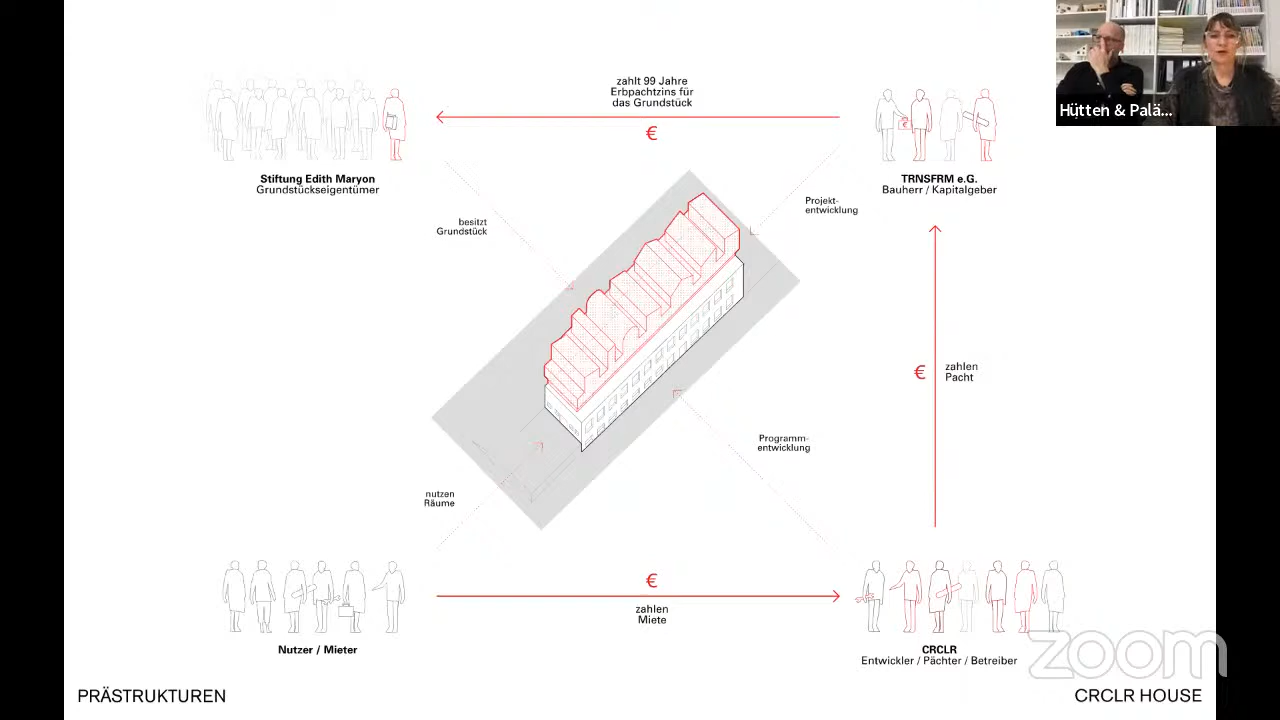 zahlt 99 Jahre
Erbpachtzins für
das Grundstück
€
Hütten & Palä...
Stiftung Edith Maryon
Grundstückseigentümer
TRNSFRM e.G.
Bauherr / Kapitalgeber
besitzt
Grundstück
Projekt-
entwicklung
€
zahlen
Pacht
Programm-
entwicklung
nutzen
Räume
€
zahlen
Miete
Nutzer / Mieter
CRCLR
Entwickler / Pächter / Betreiber
zoom
PRÄSTRUKTUREN
CRCLR HOUSE